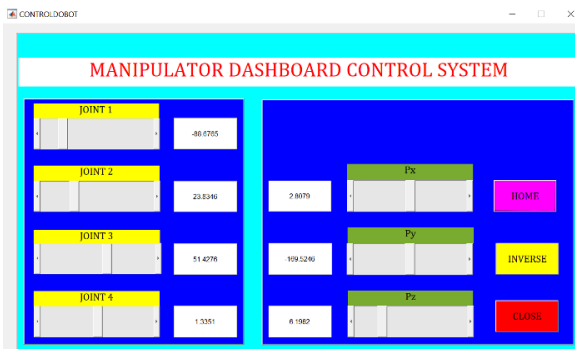 CONTROLDOBOT
MANIPULATOR DASHBOARD CONTROL SYSTEM
JOINT 1
-88.6765
JOINT 2
23.8346
JOINT 3
51.4276
JOINT 4
1.3351
Px
2.8079
HOME
Py
-169.5246
INVERSE
Pz
6.1982
CLOSE